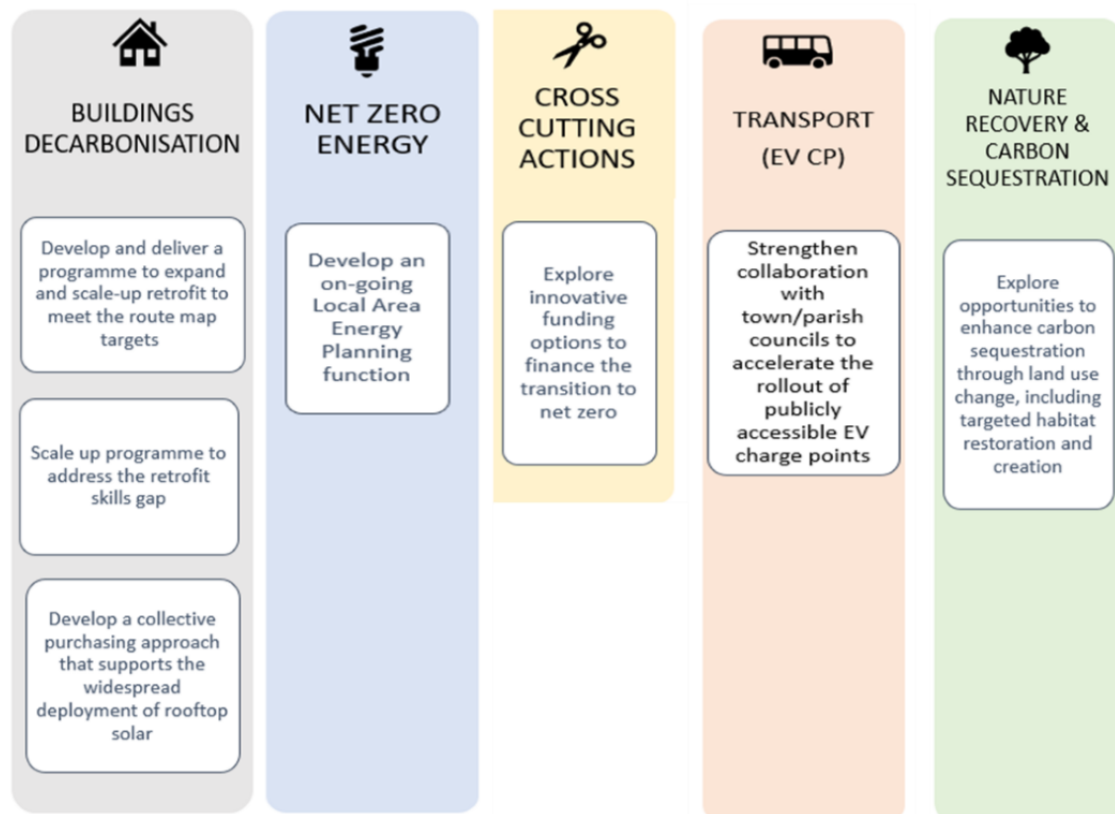 BUILDINGS
DECARBONISATION
Develop and deliver a
programme to expand
and scale-up retrofit to
meet the route map
targets
Scale up programme to
address the retrofit
skills gap
Develop a collective
purchasing approach
that supports the
widespread
deployment of rooftop
solar
NET ZERO
ENERGY
Develop an
on-going
Local Area
Energy
Planning
function
CROSS
CUTTING
ACTIONS
Explore
innovative
funding
options to
finance the
transition to
net zero
TRANSPORT
(EV CP)
Strengthen
collaboration
with
town/parish
councils to
accelerate the
rollout of
publicly
accessible EV
charge points
NATURE
RECOVERY &
CARBON
SEQUESTRATION
Explore
opportunities to
enhance carbon
sequestration
through land use
change, including
targeted habitat
restoration and
creation